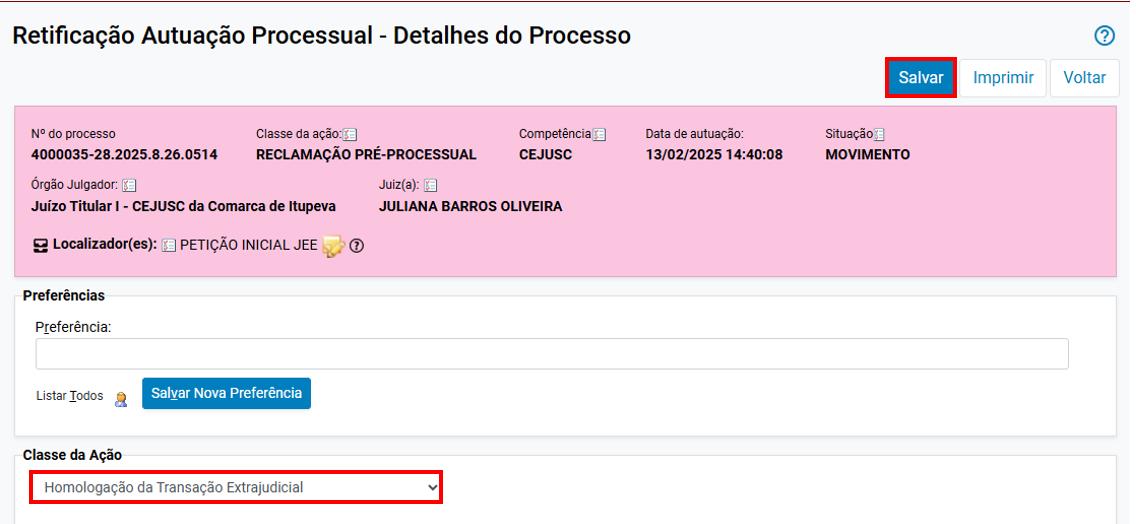 Retificação Autuação Processual - Detalhes do Processo
Salvar Imprimir Voltar
Nº do processo Classe da ação: Competência Data de autuação: Situação
4000035-28.2025.8.26.0514 RECLAMAÇÃO PRÉ-PROCESSUAL CEJUSC 13/02/2025 14:40:08 MOVIMENTO
Órgão Julgador: Juiz(a):
Juízo Titular I - CEJUSC da Comarca de Itupeva JULIANA BARROS OLIVEIRA
Localizador(es): PETIÇÃO INICIAL JEE
Preferências
Preferência:
Listar Todos Salvar Nova Preferência
Classe da Ação
Homologação da Transação Extrajudicial